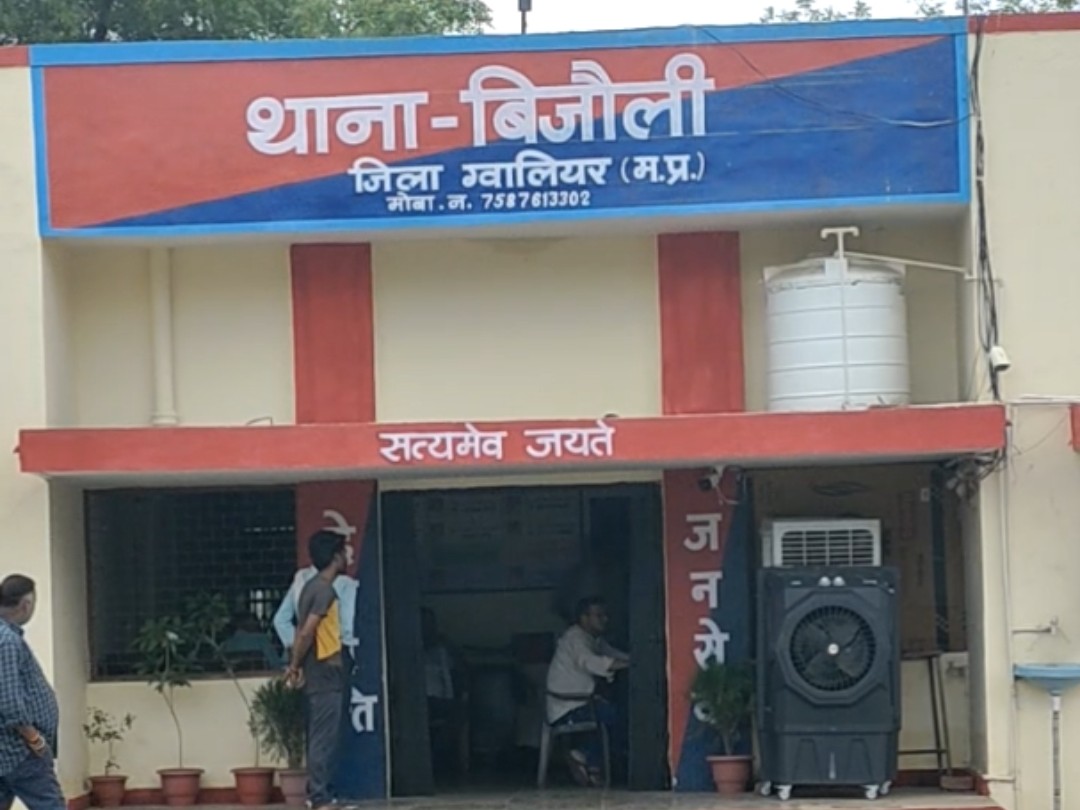 थाना-बिजौली
जिला ग्वालियर (म.प्र.)
मोबा.न. 7587613302
सत्यमेव जयते